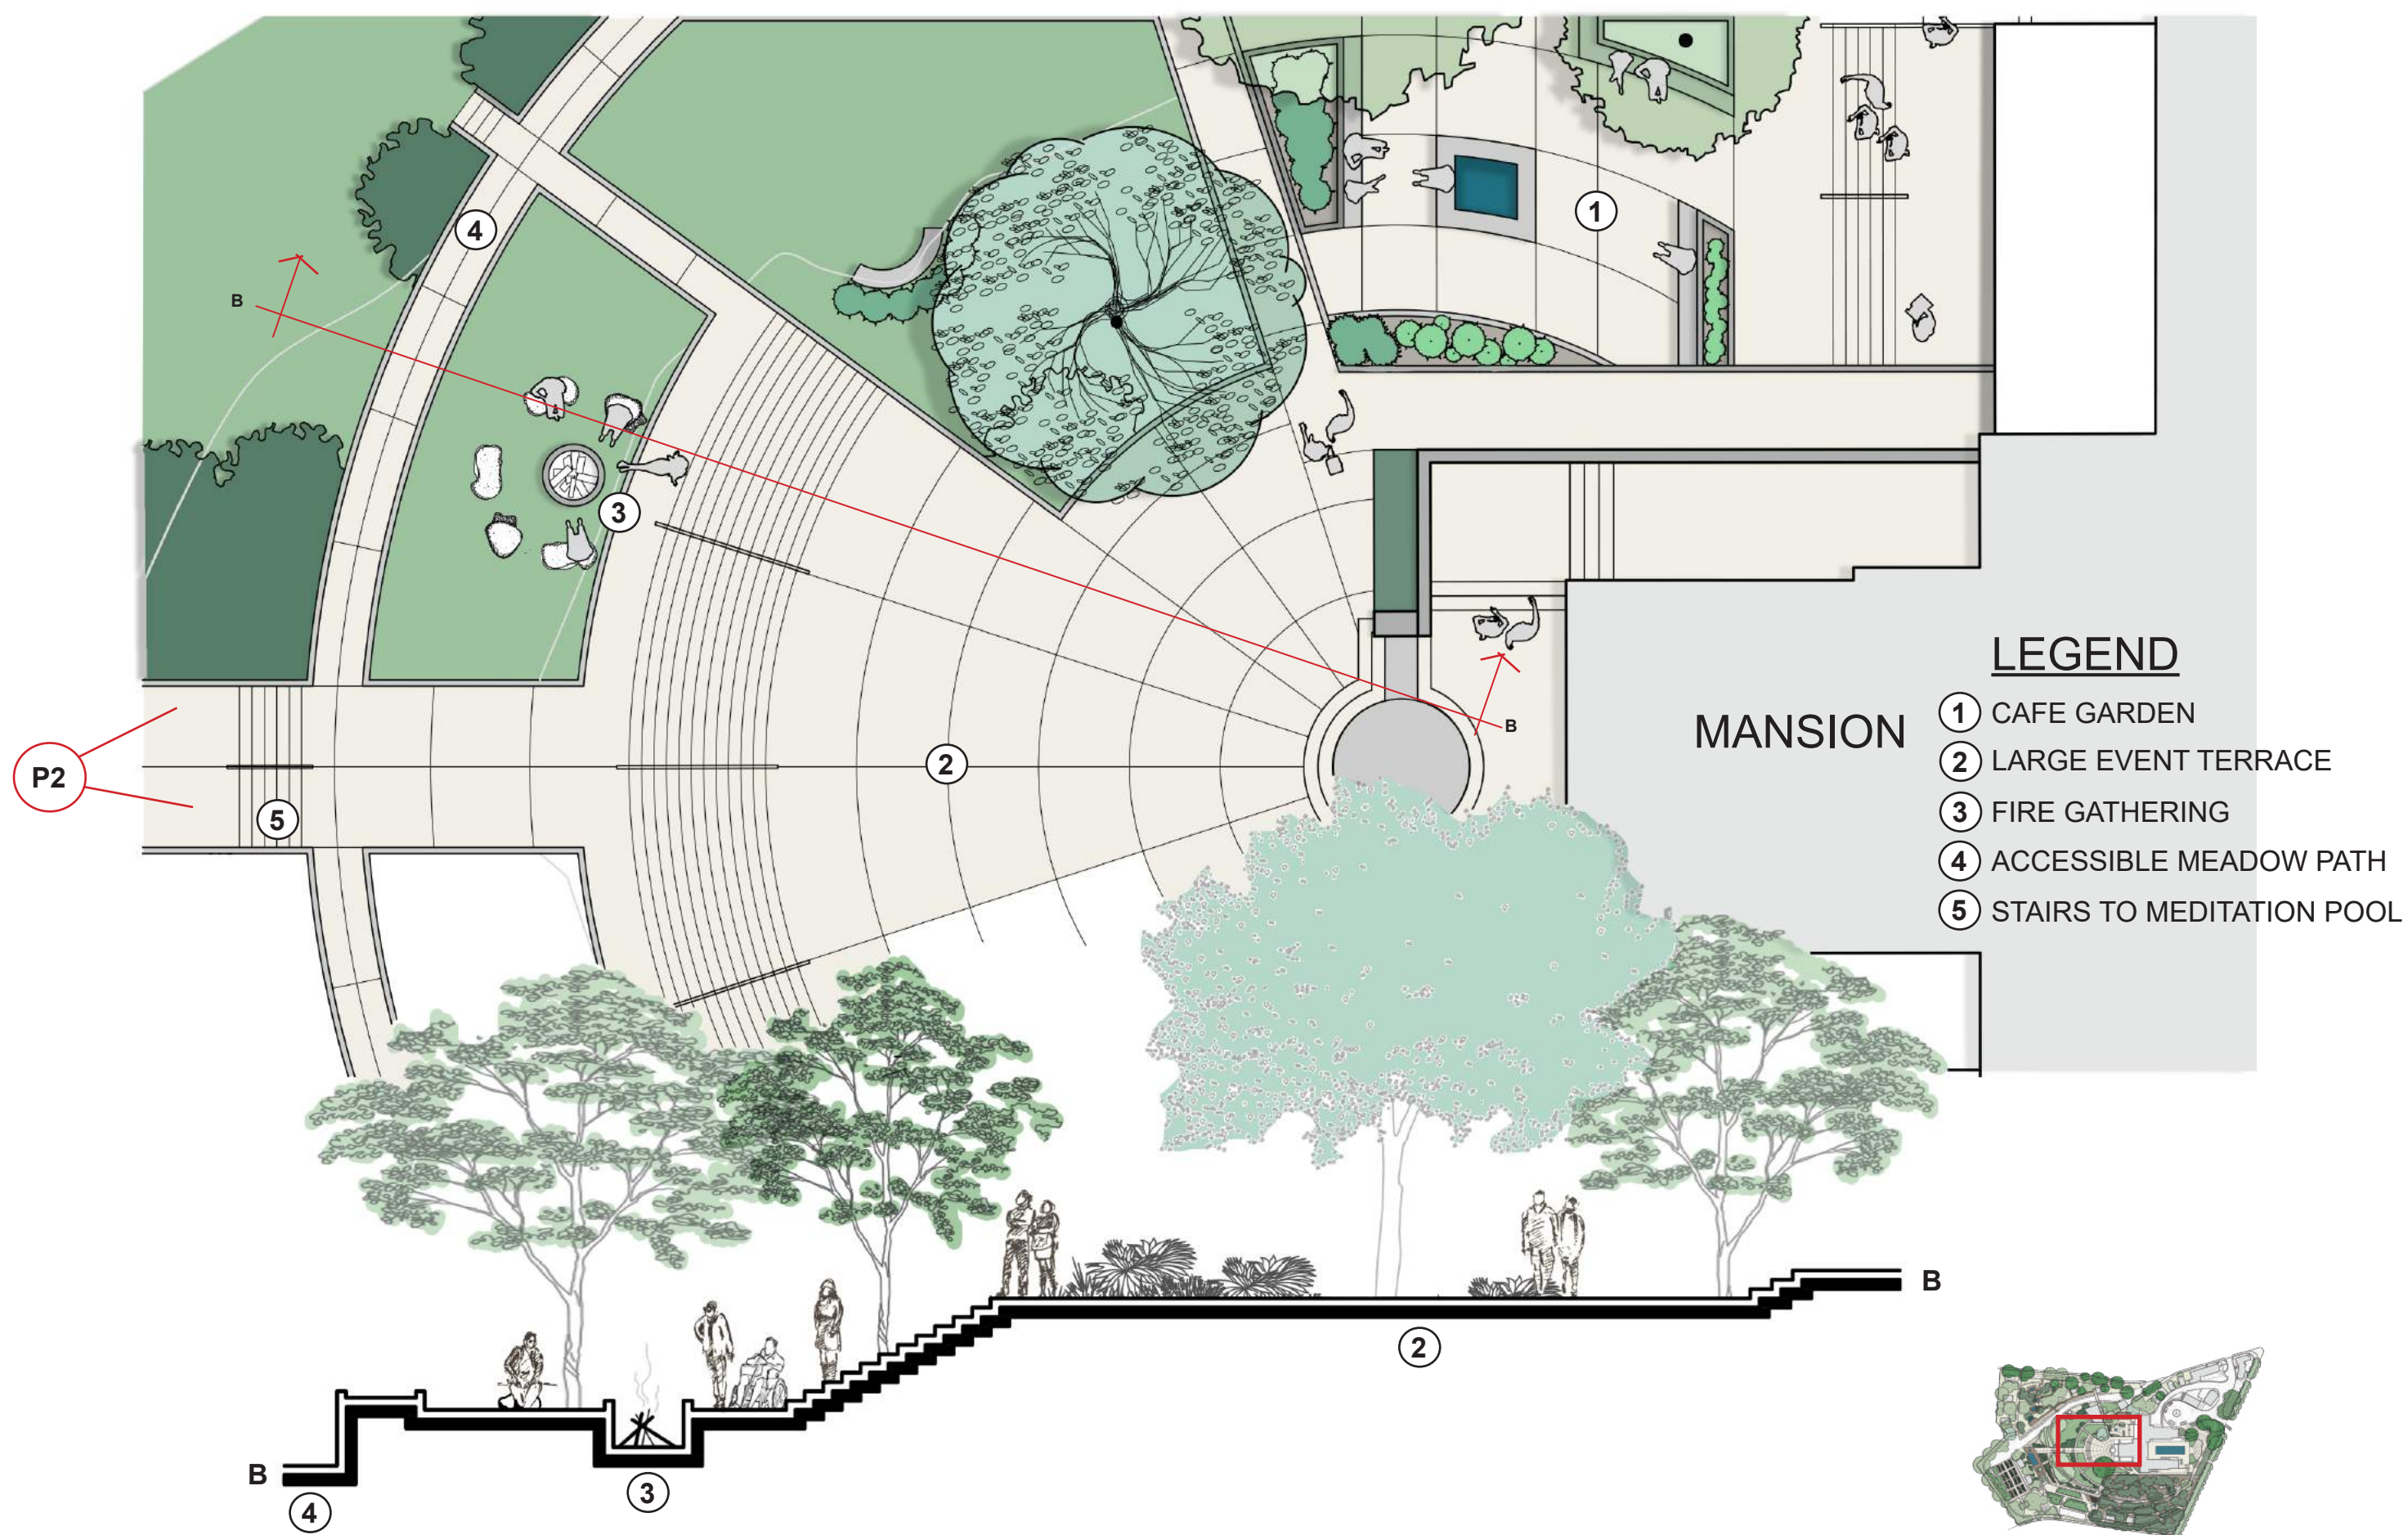 1
4
B
3
LEGEND
B
MANSION
1 CAFE GARDEN
2 LARGE EVENT TERRACE
3 FIRE GATHERING
4 ACCESSIBLE MEADOW PATH
5 STAIRS TO MEDITATION POOL
P2
2
5
B
2
B
3
4